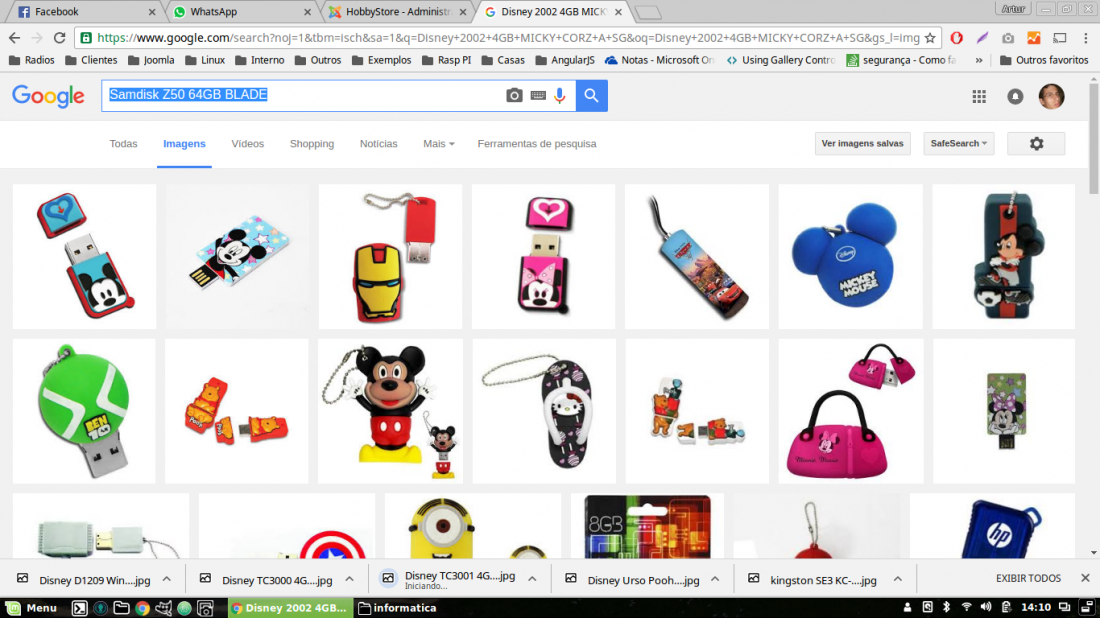 Facebook
WhatsApp
HobbyStore - Administr
Disney 2002 4GB MICK
Artur
https://www.google.com/search?noj=1&tbm=isch&sa=1&q=Disney+2002+4GB+MICKY+CORZ+A+SG&oq=Disney+2002+4GB+MICKY+CORZ+A+SG&gs_l=img
Radios
Clientes
Joomla
Linux
Interno
Outros
Exemplos
Rasp PI
Casas
AngularJS
Notas - Microsoft On
Using Gallery Contro
segurança - Como fa
»
Outros favoritos
Google
Samdisk Z50 64GB BLADE
Todas
Imagens
Vídeos
Shopping
Notícias
Mais
Ferramentas de pesquisa
Ver imagens salvas
SafeSearch
Disney
MICKEY
MOUSE
BEN
10
8GB
hp
Disney D1209 Win....jpg
Disney TC3000 4G....jpg
Disney TC3001 4G....jpg
Iniciando...
Disney Urso Pooh....jpg
kingston SE3 KC-....jpg
EXIBIR TODOS
Menu
Disney 2002 4GB...
informatica
14:10